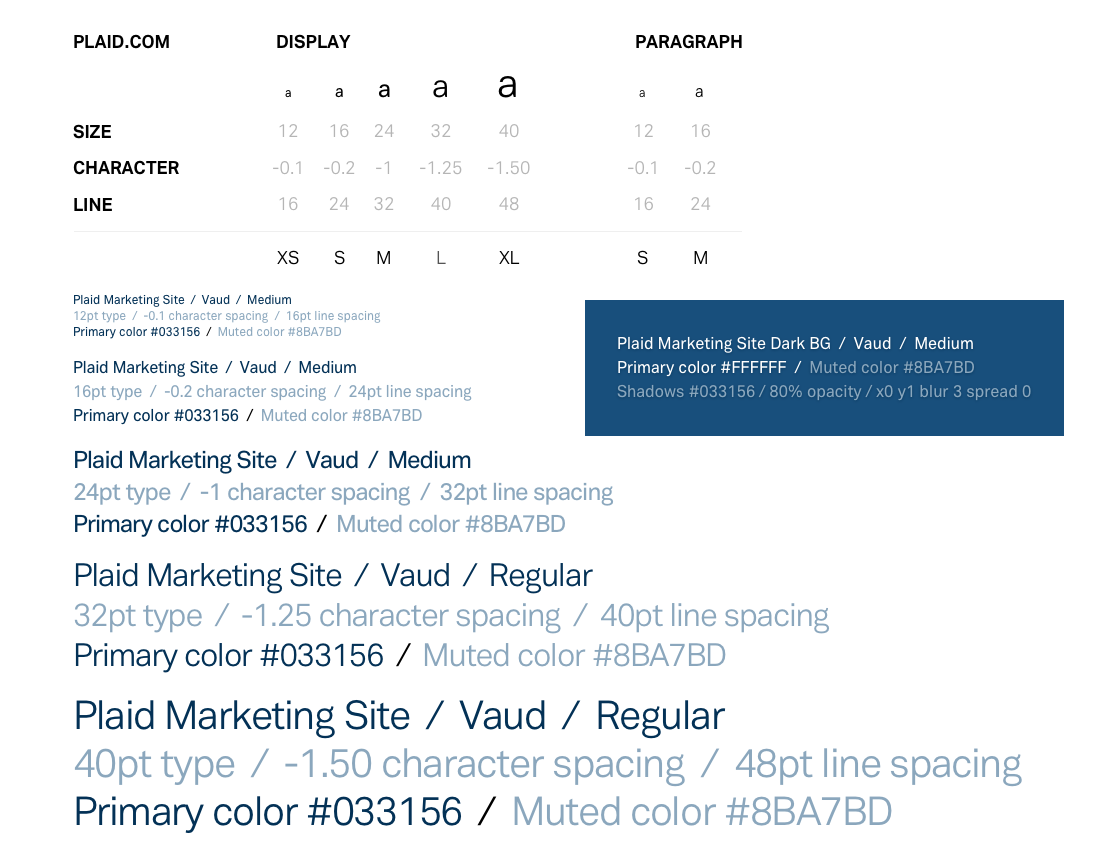 PLAID.COM DISPLAY PARAGRAPH
a a a a a a a
SIZE 12 16 24 32 40 12 16
CHARACTER -0.1 -0.2 -1 -1.25 -1.50 -0.1 -0.2
LINE 16 24 32 40 48 16 24
XS S M L XL S M
Plaid Marketing Site / Vaud / Medium
12pt type / -0.1 character spacing / 16pt line spacing
Primary color #033156 / Muted color #8BA7BD
Plaid Marketing Site / Vaud / Medium
16pt type / -0.2 character spacing / 24pt line spacing
Primary color #033156 / Muted color #8BA7BD
Plaid Marketing Site Dark BG / Vaud / Medium
Primary color #FFFFFF / Muted color #8BA7BD
Shadows #033156 / 80% opacity / x0 y1 blur 3 spread 0
Plaid Marketing Site / Vaud / Medium
24pt type / -1 character spacing / 32pt line spacing
Primary color #033156 / Muted color #8BA7BD
Plaid Marketing Site / Vaud / Regular
32pt type / -1.25 character spacing / 40pt line spacing
Primary color #033156 / Muted color #8BA7BD
Plaid Marketing Site / Vaud / Regular
40pt type / -1.50 character spacing / 48pt line spacing
Primary color #033156 / Muted color #8BA7BD